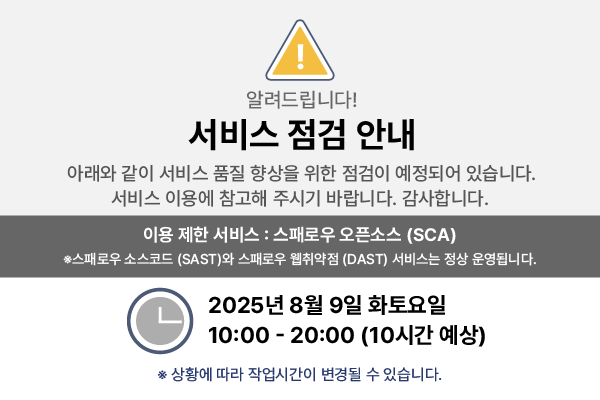 알려드립니다!
서비스 점검 안내
아래와 같이 서비스 품질 향상을 위한 점검이 예정되어 있습니다.
서비스 이용에 참고해 주시기 바랍니다. 감사합니다.
이용 제한 서비스 : 스패로우 오픈소스 (SCA)
※스패로우 소스코드 (SAST)와 스패로우 웹취약점 (DAST) 서비스는 정상 운영됩니다.
2025년 8월 9일 화토요일
10:00 - 20:00 (10시간 예상)
※ 상황에 따라 작업시간이 변경될 수 있습니다.